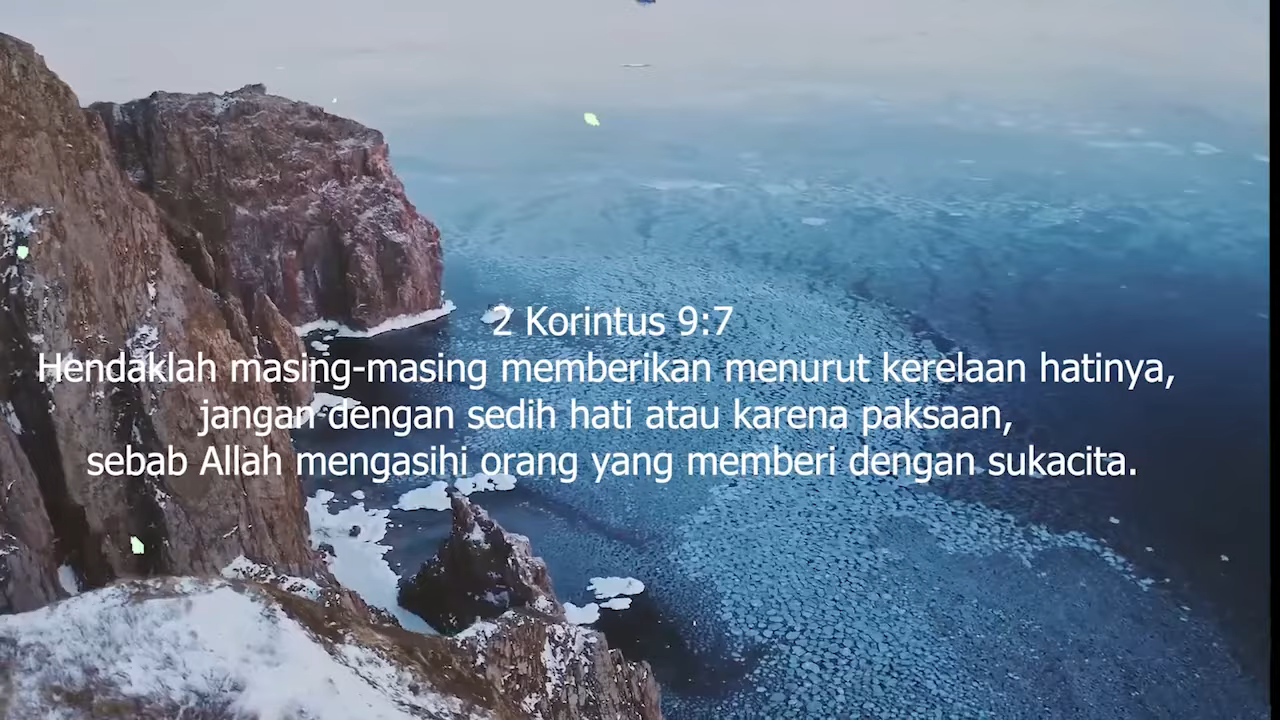 2 Korintus 9:7
Hendaklah masing-masing memberikan menurut kerelaan hatinya,
jangan dengan sedih hati atau karena paksaan,
sebab Allah mengasihi orang yang memberi dengan sukacita.